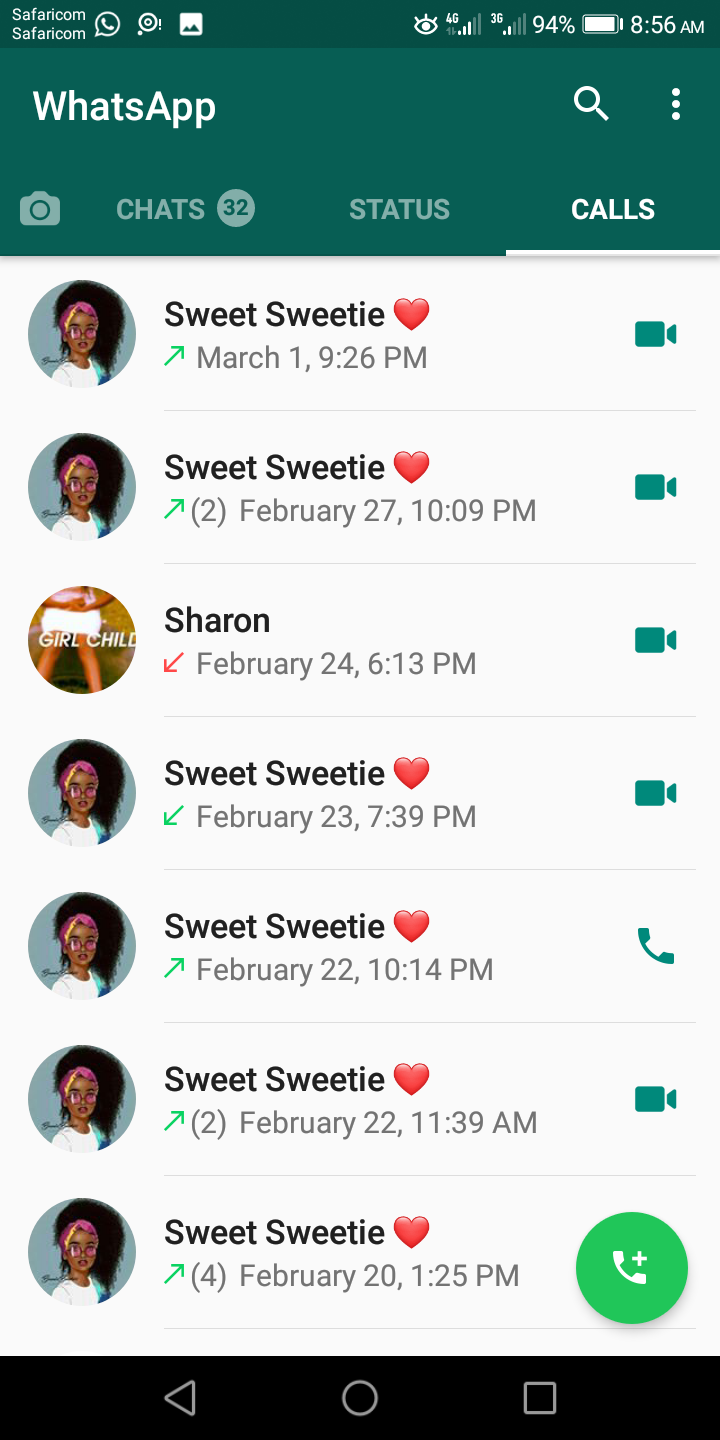 Safaricom
Safaricom
4G 3G 94% 8:56 AM
WhatsApp
CHATS 32 STATUS CALLS
Sweet Sweetie ❤️
March 1, 9:26 PM
Sweet Sweetie ❤️
(2) February 27, 10:09 PM
GIRL CHILD
Sharon
February 24, 6:13 PM
Sweet Sweetie ❤️
February 23, 7:39 PM
Sweet Sweetie ❤️
February 22, 10:14 PM
Sweet Sweetie ❤️
(2) February 22, 11:39 AM
Sweet Sweetie ❤️
(4) February 20, 1:25 PM